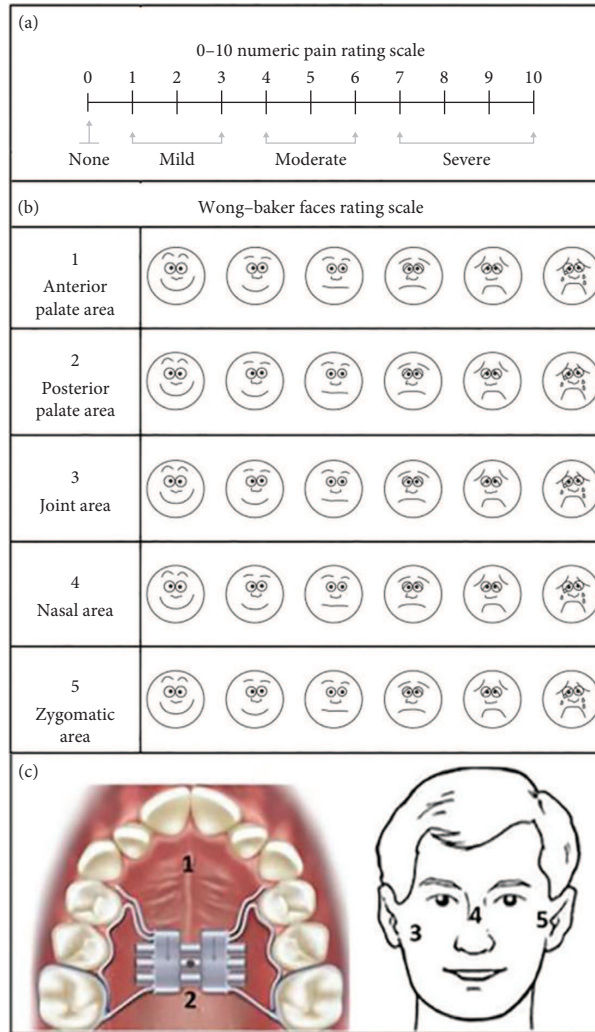 (a)
0–10 numeric pain rating scale
0 1 2 3 4 5 6 7 8 9 10
None Mild Moderate Severe
(b) Wong–baker faces rating scale
1
Anterior
palate area
2
Posterior
palate area
3
Joint area
4
Nasal area
5
Zygomatic
area
(c)
1
2
3 4 5